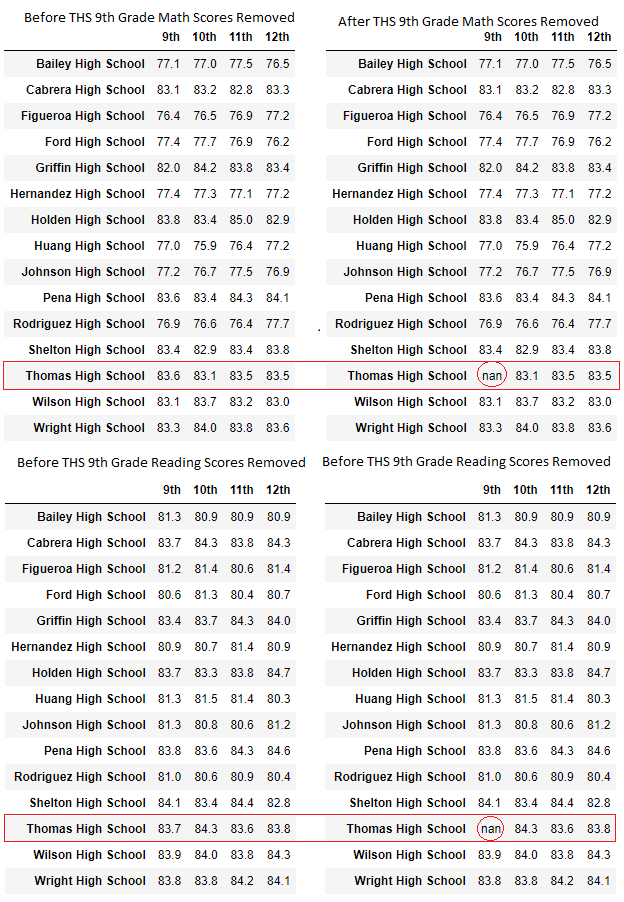 Before THS 9th Grade Math Scores Removed
9th 10th 11th 12th
Bailey High School 77.1 77.0 77.5 76.5
Cabrera High School 83.1 83.2 82.8 83.3
Figueroa High School 76.4 76.5 76.9 77.2
Ford High School 77.4 77.7 76.9 76.2
Griffin High School 82.0 84.2 83.8 83.4
Hernandez High School 77.4 77.3 77.1 77.2
Holden High School 83.8 83.4 85.0 82.9
Huang High School 77.0 75.9 76.4 77.2
Johnson High School 77.2 76.7 77.5 76.9
Pena High School 83.6 83.4 84.3 84.1
Rodriguez High School 76.9 76.6 76.4 77.7
Shelton High School 83.4 82.9 83.4 83.8
Thomas High School 83.6 83.1 83.5 83.5
Wilson High School 83.1 83.7 83.2 83.0
Wright High School 83.3 84.0 83.8 83.6
After THS 9th Grade Math Scores Removed
9th 10th 11th 12th
Bailey High School 77.1 77.0 77.5 76.5
Cabrera High School 83.1 83.2 82.8 83.3
Figueroa High School 76.4 76.5 76.9 77.2
Ford High School 77.4 77.7 76.9 76.2
Griffin High School 82.0 84.2 83.8 83.4
Hernandez High School 77.4 77.3 77.1 77.2
Holden High School 83.8 83.4 85.0 82.9
Huang High School 77.0 75.9 76.4 77.2
Johnson High School 77.2 76.7 77.5 76.9
Pena High School 83.6 83.4 84.3 84.1
Rodriguez High School 76.9 76.6 76.4 77.7
Shelton High School 83.4 82.9 83.4 83.8
Thomas High School nan 83.1 83.5 83.5
Wilson High School 83.1 83.7 83.2 83.0
Wright High School 83.3 84.0 83.8 83.6
Before THS 9th Grade Reading Scores Removed
9th 10th 11th 12th
Bailey High School 81.3 80.9 80.9 80.9
Cabrera High School 83.7 84.3 83.8 84.3
Figueroa High School 81.2 81.4 80.6 81.4
Ford High School 80.6 81.3 80.4 80.7
Griffin High School 83.4 83.7 84.3 84.0
Hernandez High School 80.9 80.7 81.4 80.9
Holden High School 83.7 83.3 83.8 84.7
Huang High School 81.3 81.5 81.4 80.3
Johnson High School 81.3 80.8 80.6 81.2
Pena High School 83.8 83.6 84.3 84.6
Rodriguez High School 81.0 80.6 80.9 80.4
Shelton High School 84.1 83.4 84.4 82.8
Thomas High School 83.7 84.3 83.6 83.8
Wilson High School 83.9 84.0 83.8 84.3
Wright High School 83.8 83.8 84.2 84.1
Before THS 9th Grade Reading Scores Removed
9th 10th 11th 12th
Bailey High School 81.3 80.9 80.9 80.9
Cabrera High School 83.7 84.3 83.8 84.3
Figueroa High School 81.2 81.4 80.6 81.4
Ford High School 80.6 81.3 80.4 80.7
Griffin High School 83.4 83.7 84.3 84.0
Hernandez High School 80.9 80.7 81.4 80.9
Holden High School 83.7 83.3 83.8 84.7
Huang High School 81.3 81.5 81.4 80.3
Johnson High School 81.3 80.8 80.6 81.2
Pena High School 83.8 83.6 84.3 84.6
Rodriguez High School 81.0 80.6 80.9 80.4
Shelton High School 84.1 83.4 84.4 82.8
Thomas High School nan 84.3 83.6 83.8
Wilson High School 83.9 84.0 83.8 84.3
Wright High School 83.8 83.8 84.2 84.1